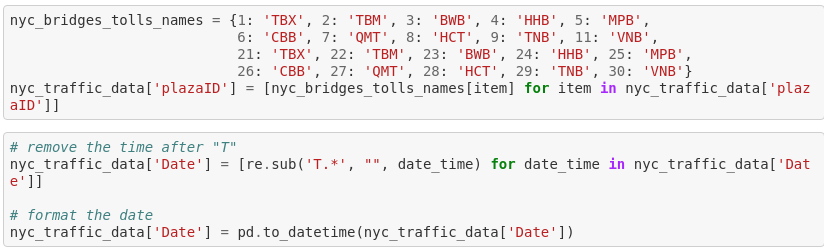 nyc_bridges_tolls_names = {1: 'TBX', 2: 'TBM', 3: 'BWB', 4: 'HHB', 5: 'MPB',
                           6: 'CBB', 7: 'QMT', 8: 'HCT', 9: 'TNB', 11: 'VNB',
                           21: 'TBX', 22: 'TBM', 23: 'BWB', 24: 'HHB', 25: 'MPB',
                           26: 'CBB', 27: 'QMT', 28: 'HCT', 29: 'TNB', 30: 'VNB'}
nyc_traffic_data['plazaID'] = [nyc_bridges_tolls_names[item] for item in nyc_traffic_data['plaz
aID']]
# remove the time after "T"
nyc_traffic_data['Date'] = [re.sub('T.*', "", date_time) for date_time in nyc_traffic_data['Dat
e']]
# format the date
nyc_traffic_data['Date'] = pd.to_datetime(nyc_traffic_data['Date'])